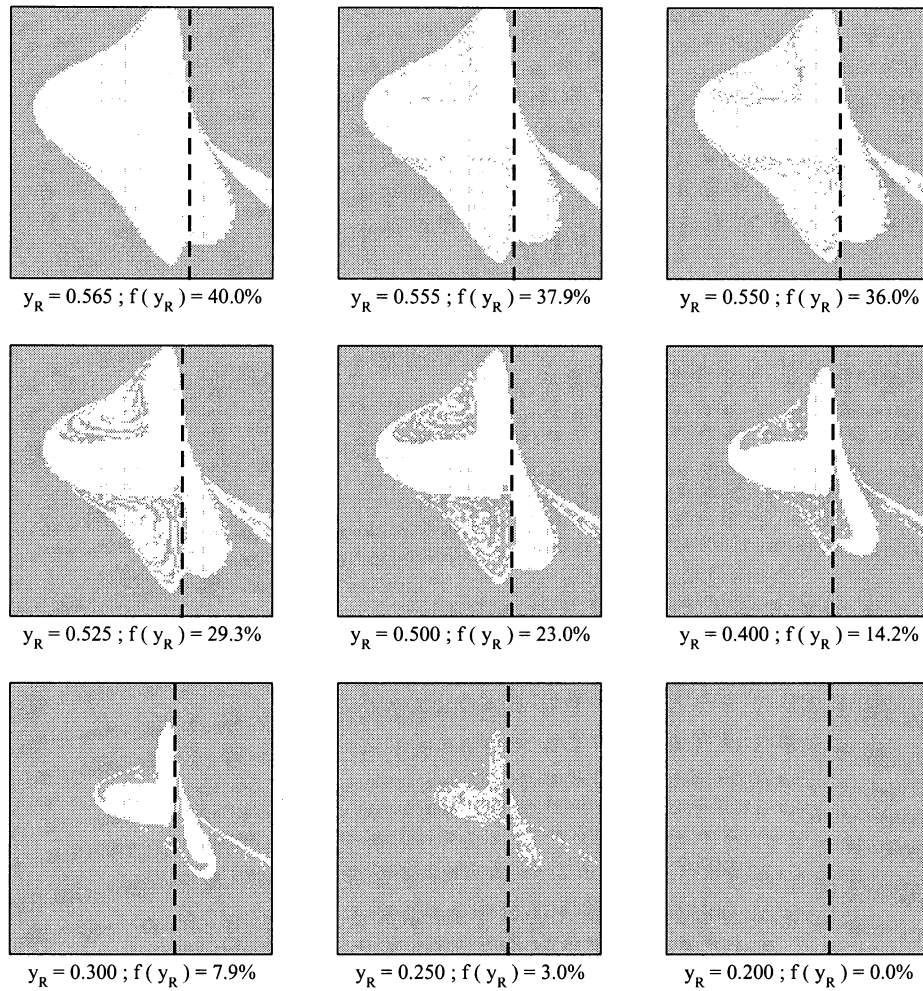 y_R = 0.565 ; f ( y_R ) = 40.0%
y_R = 0.555 ; f ( y_R ) = 37.9%
y_R = 0.550 ; f ( y_R ) = 36.0%
y_R = 0.525 ; f ( y_R ) = 29.3%
y_R = 0.500 ; f ( y_R ) = 23.0%
y_R = 0.400 ; f ( y_R ) = 14.2%
y_R = 0.300 ; f ( y_R ) = 7.9%
y_R = 0.250 ; f ( y_R ) = 3.0%
y_R = 0.200 ; f ( y_R ) = 0.0%